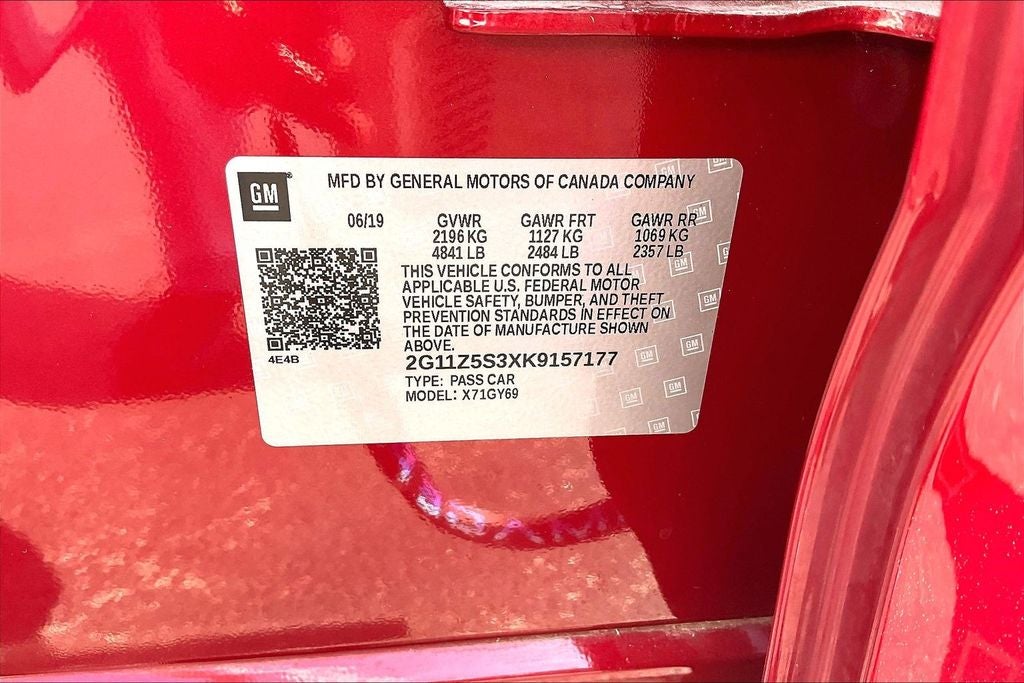 GM
MFD BY GENERAL MOTORS OF CANADA COMPANY
06/19 GVWR GAWR FRT GAWR RR
2196 KG 1127 KG 1069 KG
4841 LB 2484 LB 2357 LB
THIS VEHICLE CONFORMS TO ALL
APPLICABLE U.S. FEDERAL MOTOR
VEHICLE SAFETY, BUMPER, AND THEFT
PREVENTION STANDARDS IN EFFECT ON
THE DATE OF MANUFACTURE SHOWN
ABOVE.
4E4B
2G11Z5S3XK9157177
TYPE: PASS CAR
MODEL: X71GY69